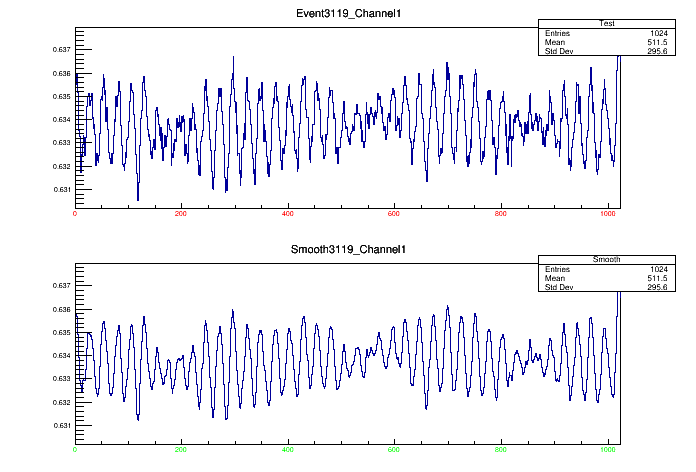 Event3119_Channel1
Test
Entries 1024
Mean 511.5
Std Dev 295.6
0.637
0.636
0.635
0.634
0.633
0.632
0.631
0 200 400 600 800 1000
Smooth3119_Channel1
Smooth
Entries 1024
Mean 511.5
Std Dev 295.6
0.637
0.636
0.635
0.634
0.633
0.632
0.631
0 200 400 600 800 1000